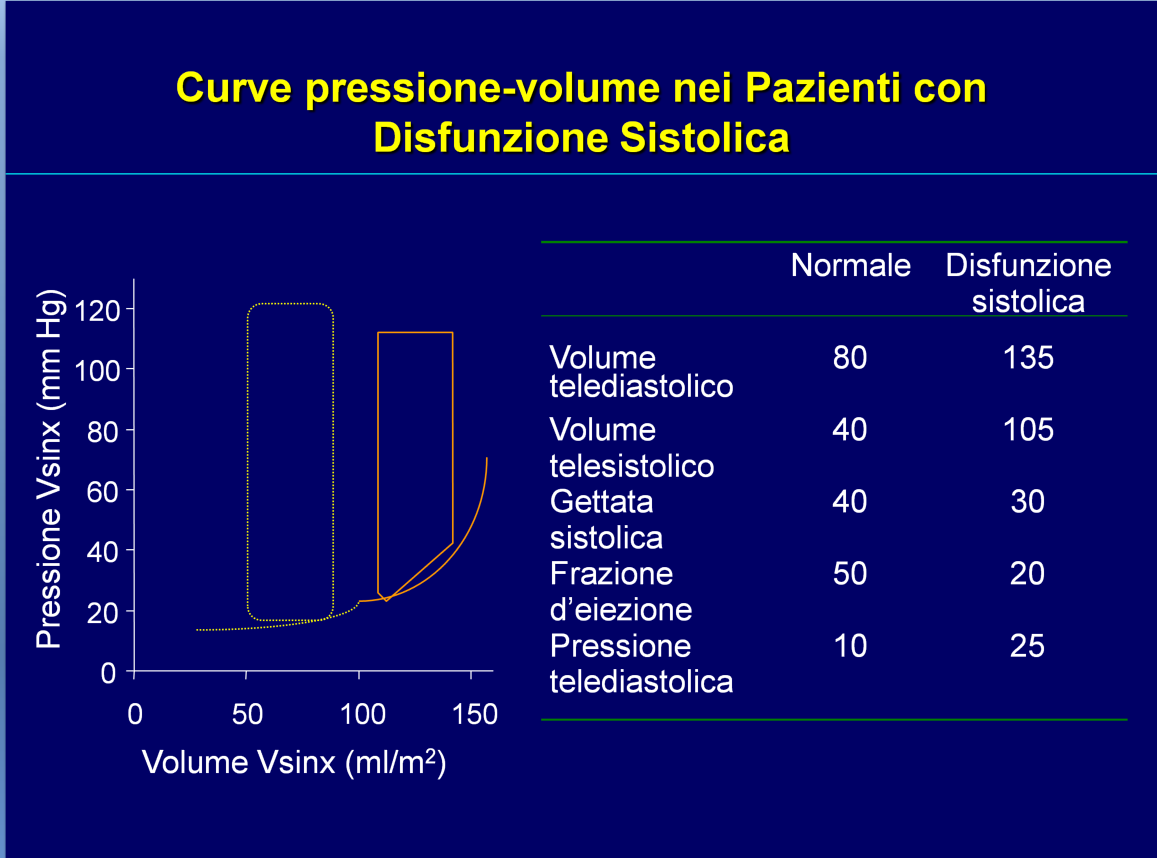 Curve pressione-volume nei Pazienti con
Disfunzione Sistolica
Pressione Vsinx (mm Hg)
120
100
80
60
40
20
0
0 50 100 150
Volume Vsinx (ml/m²)
Normale Disfunzione
sistolica
Volume 80 135
telediastolico
Volume 40 105
telesistolico
Gettata 40 30
sistolica
Frazione 50 20
d’eiezione
Pressione 10 25
telediastolica